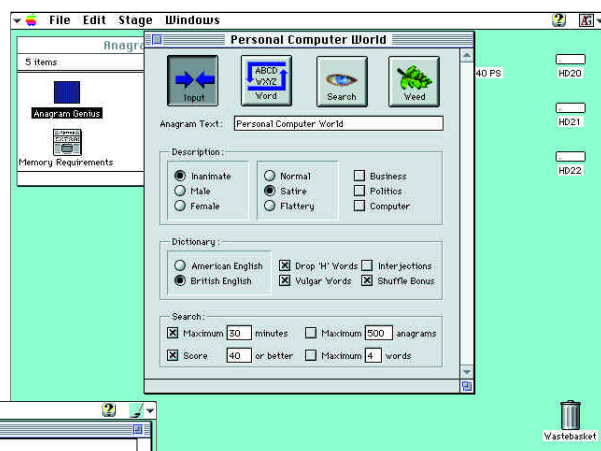 File Edit Stage Windows
Personal Computer World
5 items
Anagram Genius
Memory Requirements
Input
ABCD
WXYZ
Word
Search
Weed
40 PS
HD20
HD21
HD22
Anagram Text: Personal Computer World
Description:
Inanimate Normal Business
Male Satire Politics
Female Flattery Computer
Dictionary:
American English Drop 'H' Words Interjections
British English Vulgar Words Shuffle Bonus
Search:
Maximum 30 minutes Maximum 500 anagrams
Score 40 or better Maximum 4 words
Wastebasket